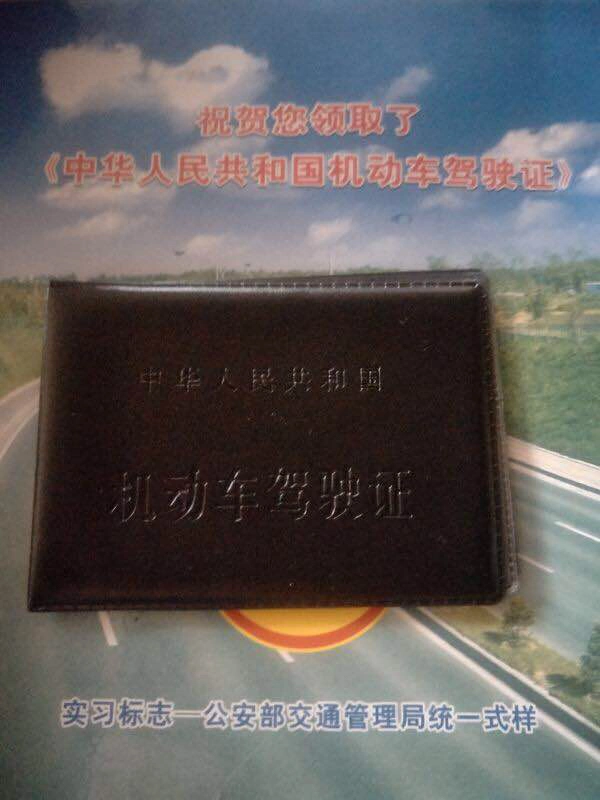 祝贺您领取了
《中华人民共和国机动车驾驶证》
中华人民共和国
机动车驾驶证
实习标志—公安部交通管理局统一式样